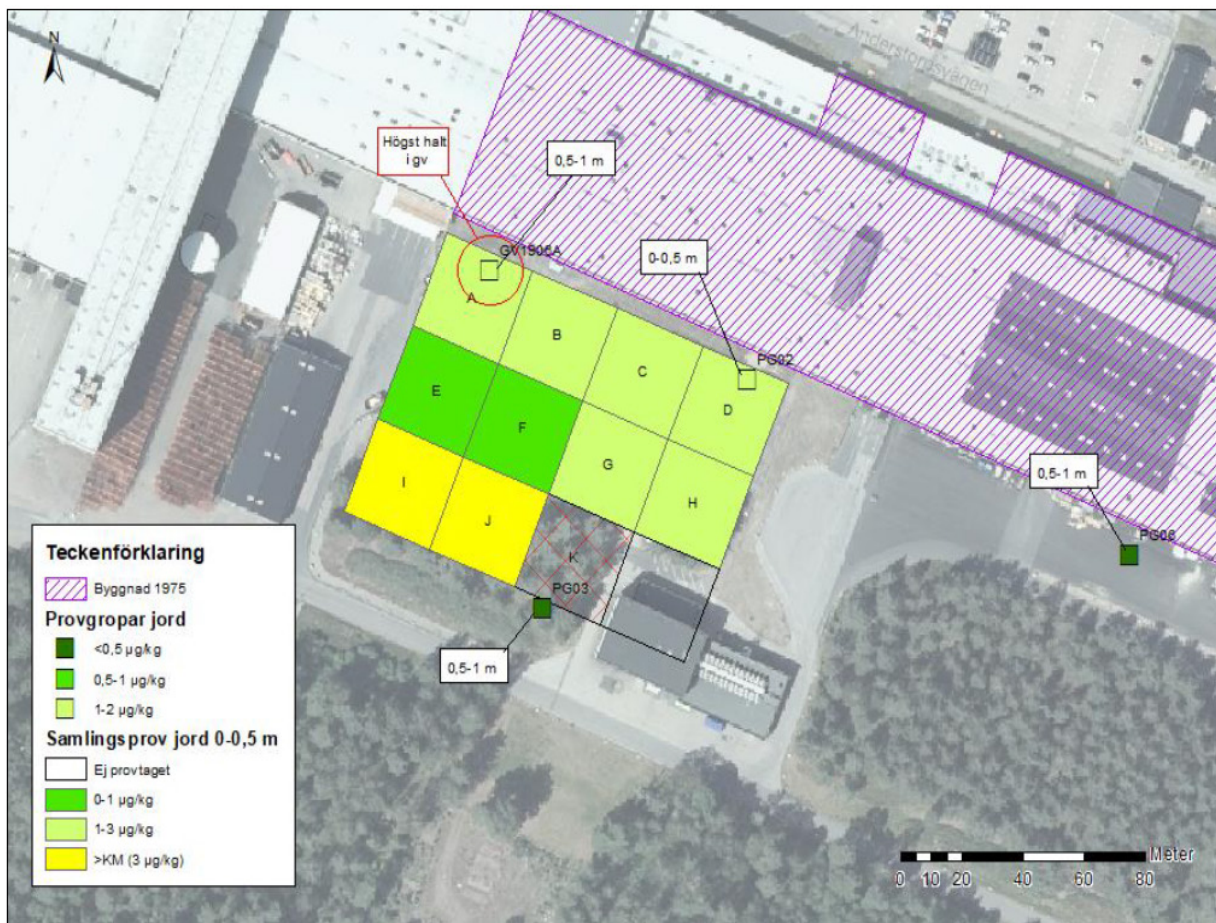 N
Anderstorpsvägen
Högst halt
i gv
0,5-1 m
GV1906A
0-0,5 m
PG02
A
B
C
D
E
F
G
H
I
J
K
0,5-1 m
PG06
PG03
0,5-1 m
Teckenförklaring
Byggnad 1975
Provgropar jord
<0,5 µg/kg
0,5-1 µg/kg
1-2 µg/kg
Samlingsprov jord 0-0,5 m
Ej provtaget
0-1 µg/kg
1-3 µg/kg
>KM (3 µg/kg)
Meter
0 10 20 40 60 80